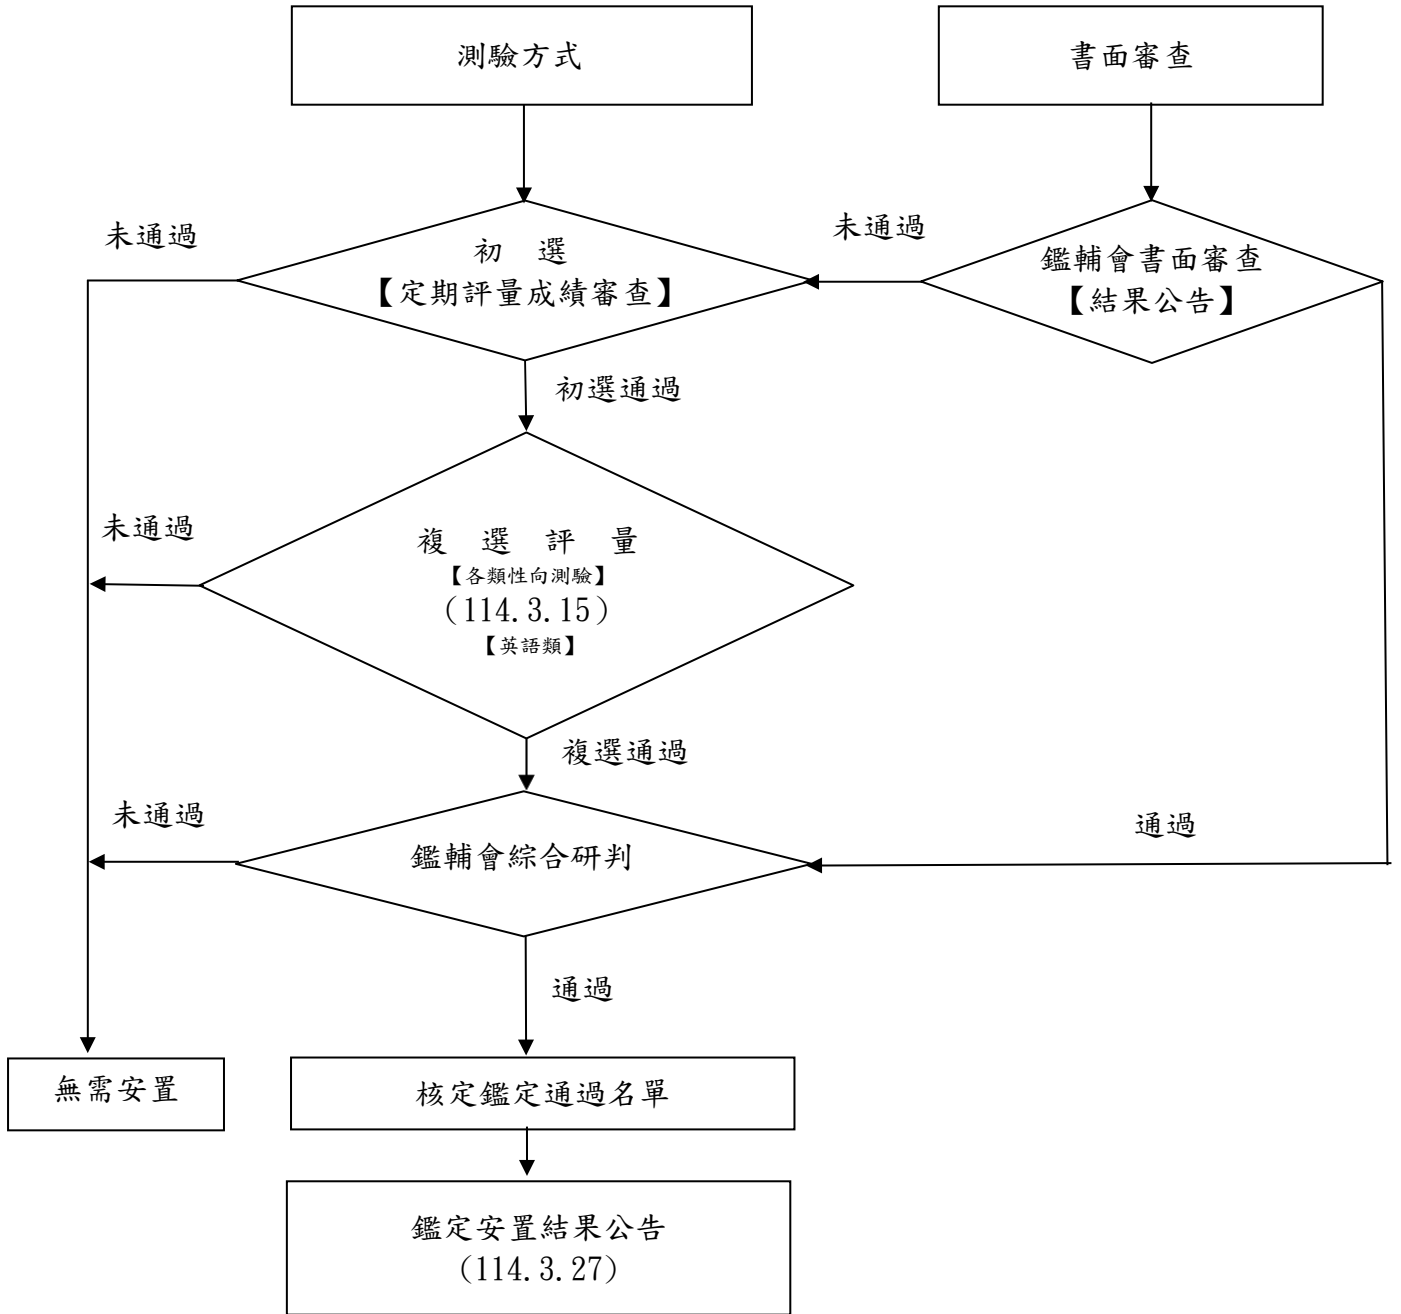 測驗方式
書面審查
未通過
初　選
【定期評量成績審查】
未通過
鑑輔會書面審查
【結果公告】
初選通過
未通過
複　選　評　量
【各類性向測驗】
(114.3.15)
【英語類】
複選通過
未通過
鑑輔會綜合研判
通過
通過
無需安置
核定鑑定通過名單
鑑定安置結果公告
(114.3.27)